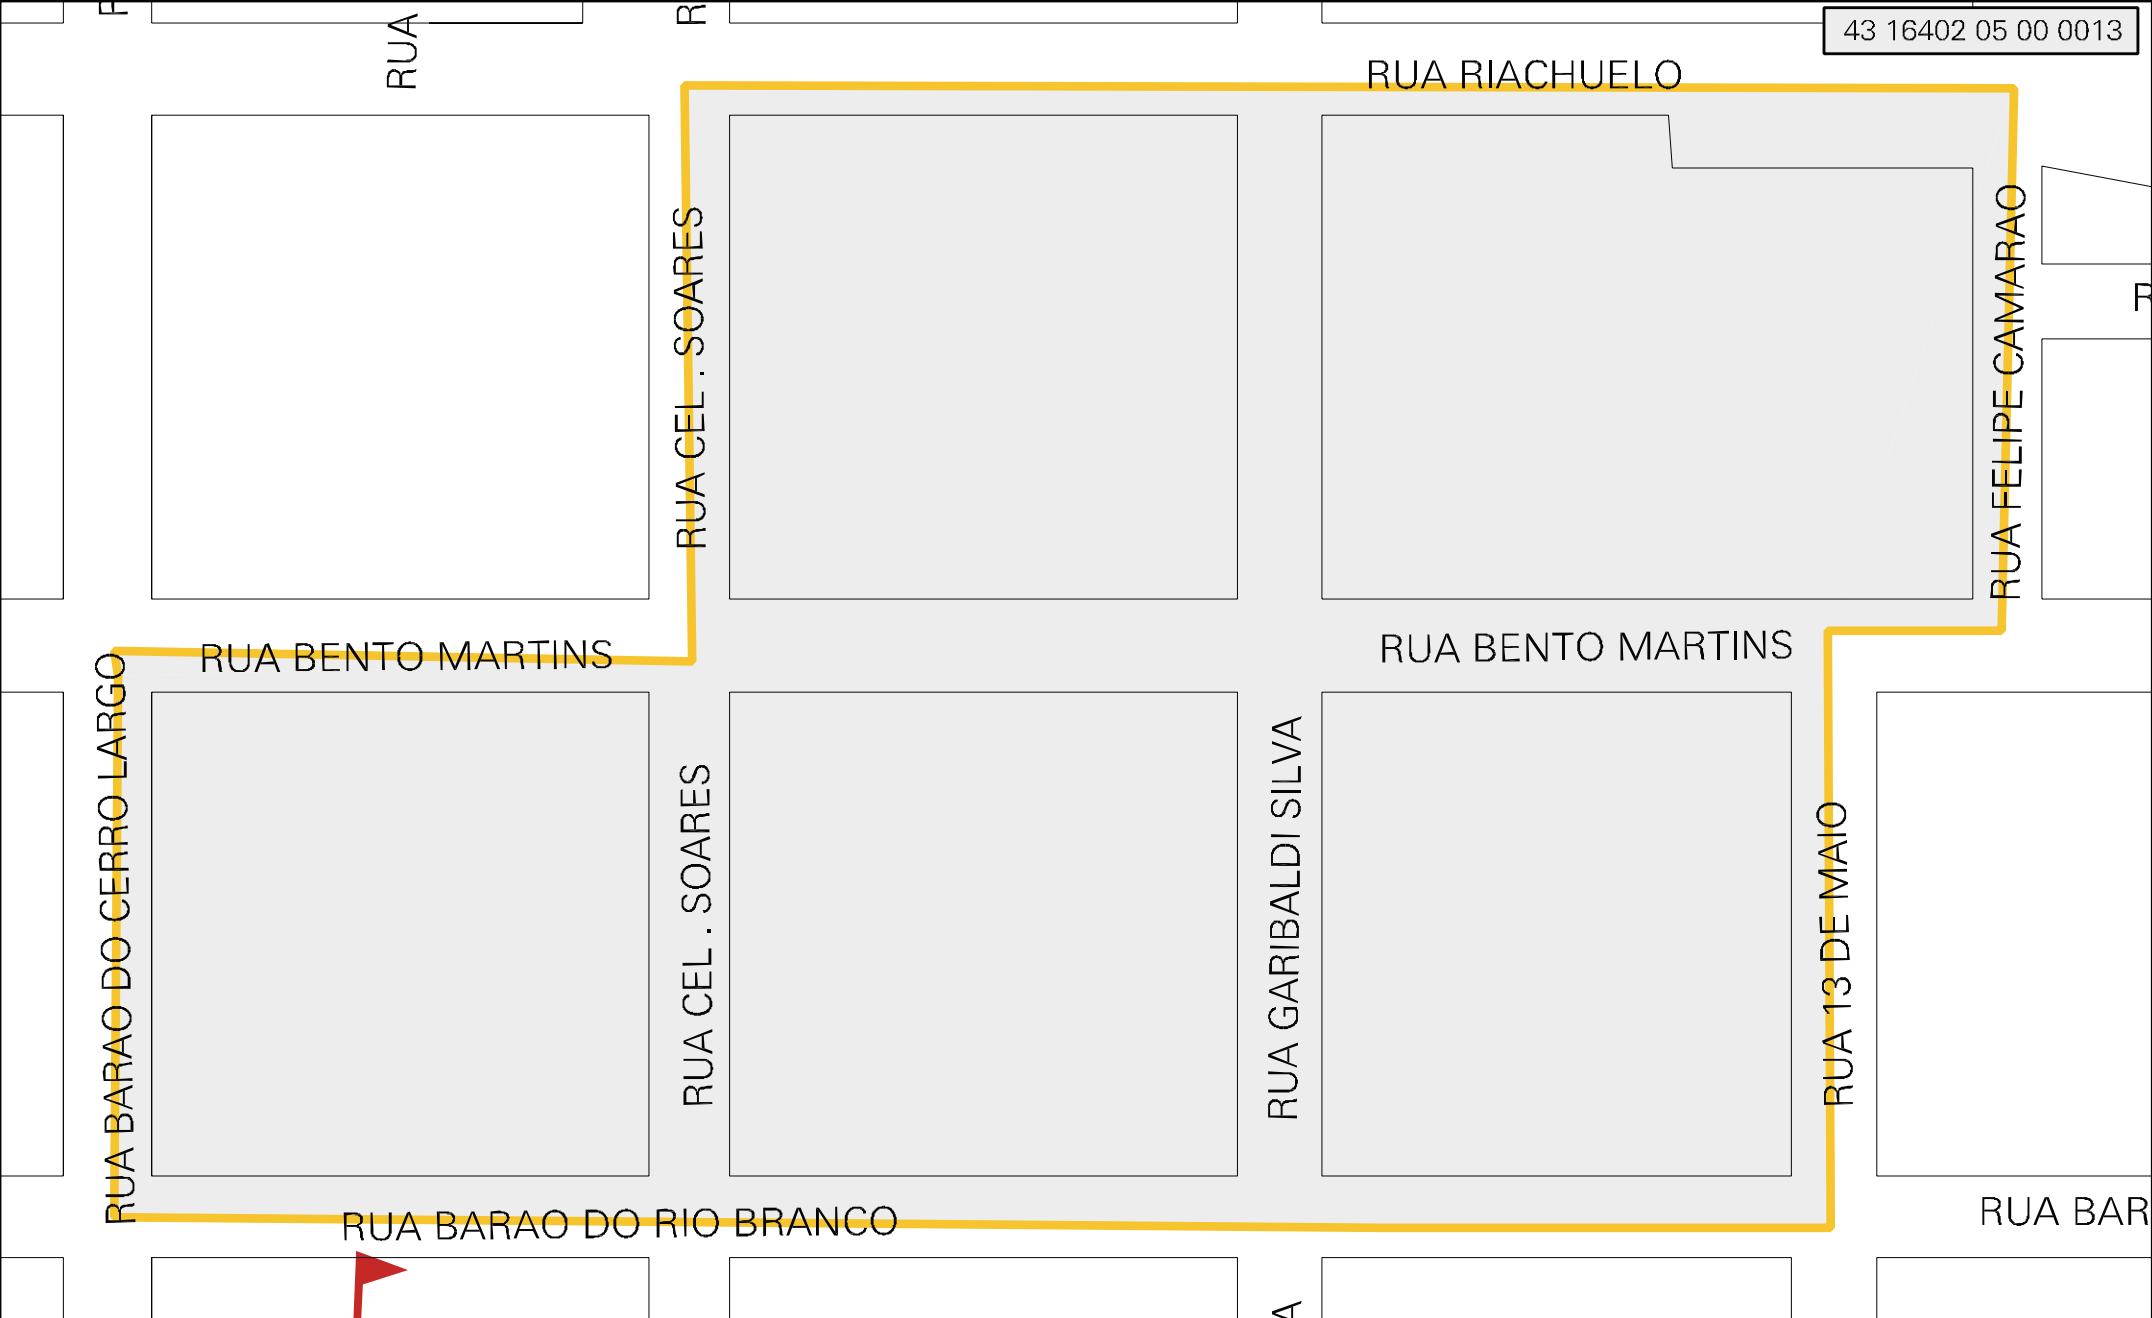 43 16402 05 00 0013
RUA
RUA RIACHUELO
RUA CEL . SOARES
RUA FELIPE CAMARAO
RUA BENTO MARTINS
RUA BENTO MARTINS
RUA BARAO DO CERRO LARGO
RUA CEL . SOARES
RUA GARIBALDI SILVA
RUA 13 DE MAIO
RUA BARAO DO RIO BRANCO
RUA BAR